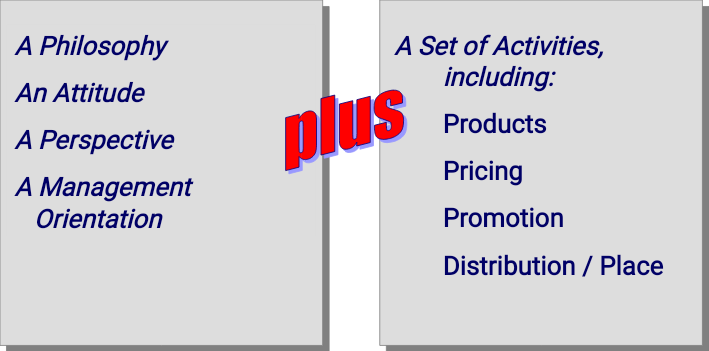 A Philosophy
An Attitude
A Perspective
A Management
Orientation
plus
A Set of Activities,
including:
Products
Pricing
Promotion
Distribution / Place